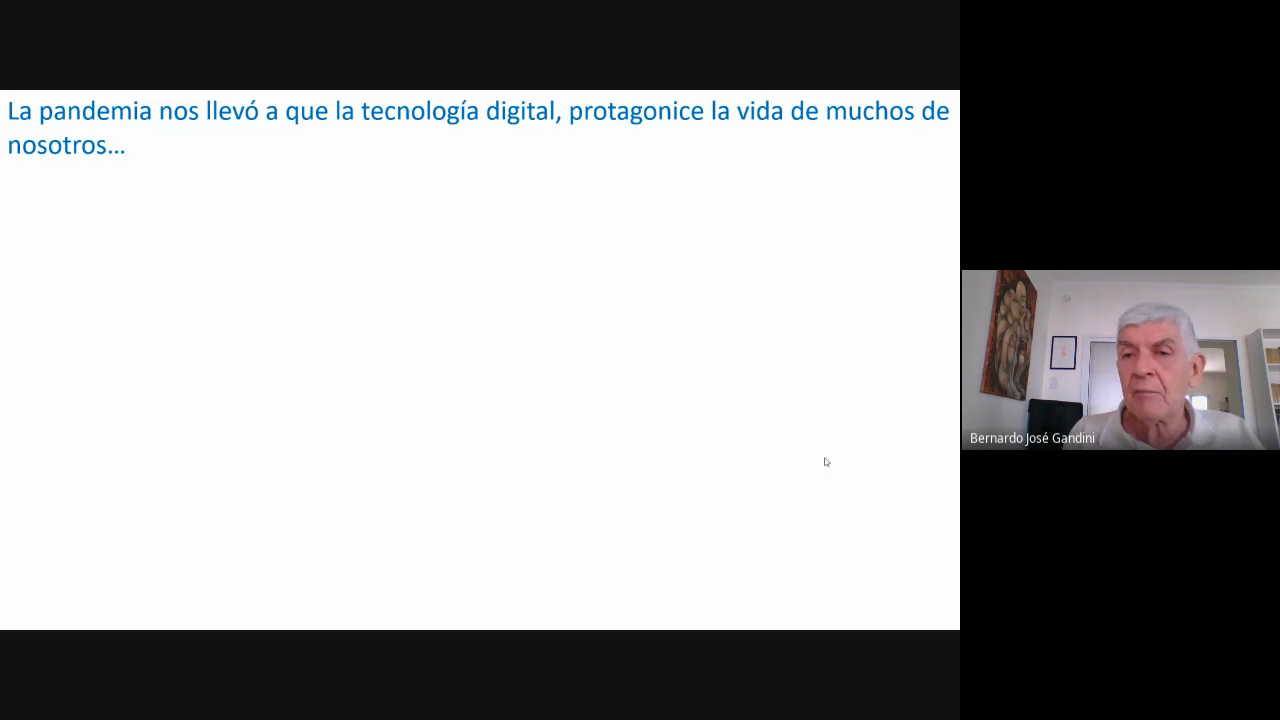 La pandemia nos llevó a que la tecnología digital, protagonice la vida de muchos de
nosotros...
Bernardo José Gandini